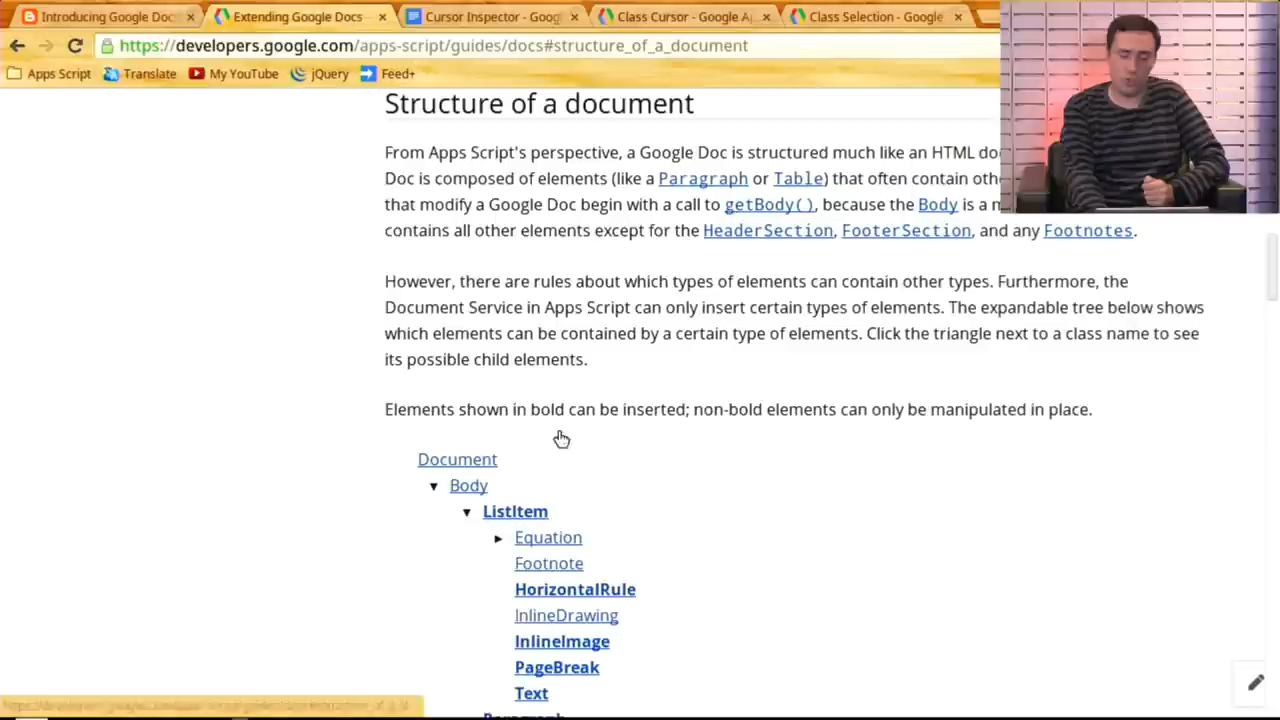 Introducing Google Doc
Extending Google Docs
Cursor Inspector - Goog
Class Cursor - Google A
Class Selection - Google
https://developers.google.com/apps-script/guides/docs#structure_of_a_document
Apps Script
Translate
My YouTube
jQuery
Feed+
Structure of a document
From Apps Script's perspective, a Google Doc is structured much like an HTML do
Doc is composed of elements (like a Paragraph or Table) that often contain oth
that modify a Google Doc begin with a call to getBody(), because the Body is a
contains all other elements except for the HeaderSection, FooterSection, and any Footnotes.
However, there are rules about which types of elements can contain other types. Furthermore, the
Document Service in Apps Script can only insert certain types of elements. The expandable tree below shows
which elements can be contained by a certain type of elements. Click the triangle next to a class name to see
its possible child elements.
Elements shown in bold can be inserted; non-bold elements can only be manipulated in place.
Document
Body
ListItem
Equation
Footnote
HorizontalRule
InlineDrawing
InlineImage
PageBreak
Text